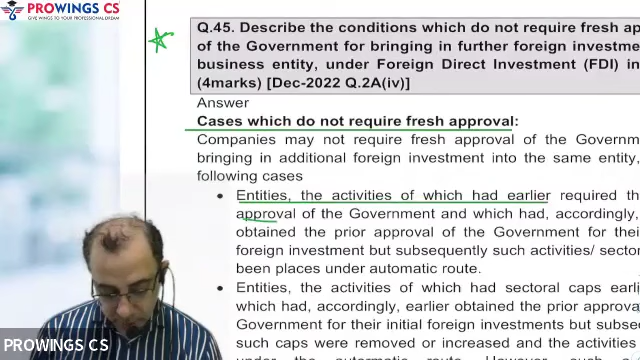 PROWINGS CS
GIVE WINGS TO YOUR PROFESSIONAL DREAM
Q.45. Describe the conditions which do not require fresh ap
of the Government for bringing in further foreign investme
business entity, under Foreign Direct Investment (FDI) in
(4marks) [Dec-2022 Q.2A(iv)]
Answer
Cases which do not require fresh approval:
Companies may not require fresh approval of the Governm
bringing in additional foreign investment into the same entity,
following cases
• Entities, the activities of which had earlier required th
approval of the Government and which had, accordingly,
obtained the prior approval of the Government for thei
foreign investment but subsequently such activities/ sector
been places under automatic route.
• Entities, the activities of which had sectoral caps earli
which had, accordingly, earlier obtained the prior approva
Government for their initial foreign investments but subse
such caps were removed or increased and the activities
under the automatic route. However, such
PROWINGS CS